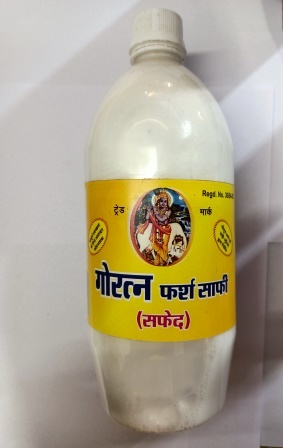 Regd. No.
ट्रेड मार्क
गोरत्न फर्श साफी
(सफेद)